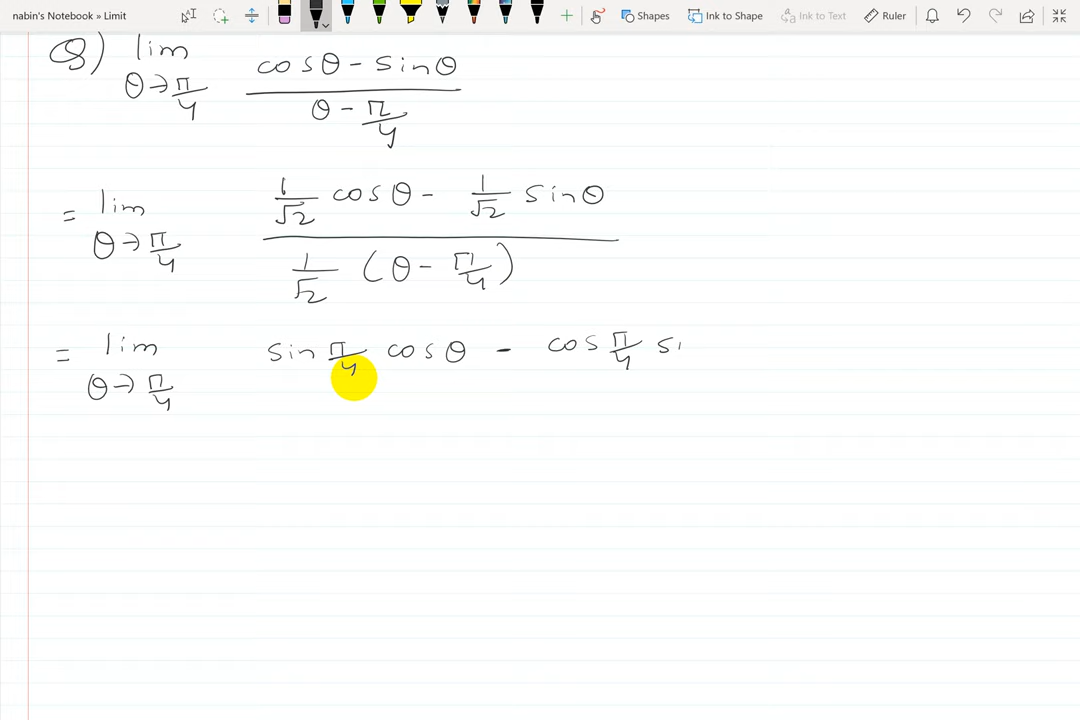 nabin's Notebook » Limit Shapes Ink to Shape Ink to Text Ruler
Q) lim θ→π/4 (cosθ - sinθ)/(θ - π/4)
= lim θ→π/4 (1/√2 cosθ - 1/√2 sinθ)/(1/√2 (θ - π/4))
= lim θ→π/4 sin π/4 cosθ - cos π/4 si